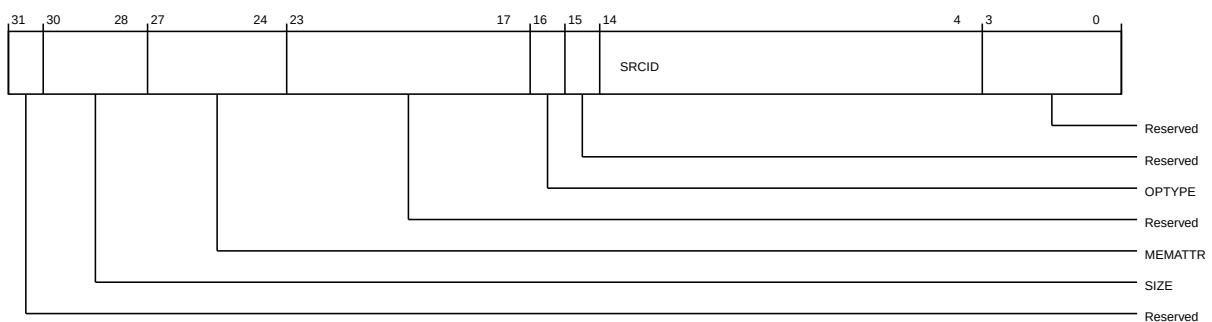 31 30 28 27 24 23 17 16 15 14 4 3 0
SRCID
Reserved
Reserved
OPTYPE
Reserved
MEMATTR
SIZE
Reserved